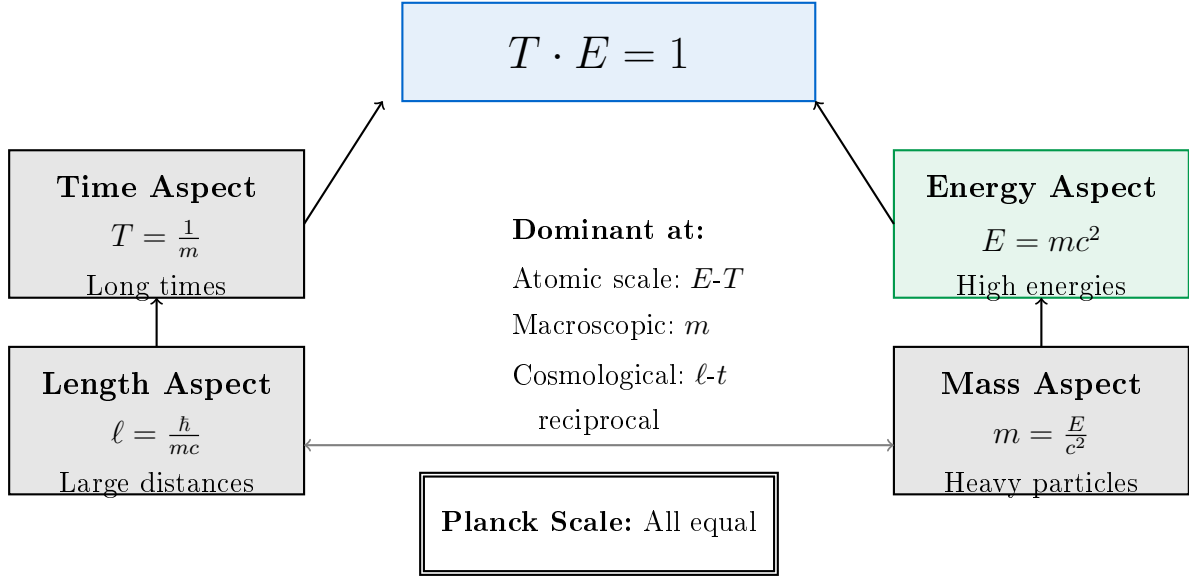 T · E = 1
Time Aspect
T = 1/m
Long times
Energy Aspect
E = mc²
High energies
Dominant at:
Atomic scale: E-T
Macroscopic: m
Cosmological: ℓ-t
reciprocal
Length Aspect
ℓ = ℏ/mc
Large distances
Mass Aspect
m = E/c²
Heavy particles
Planck Scale: All equal